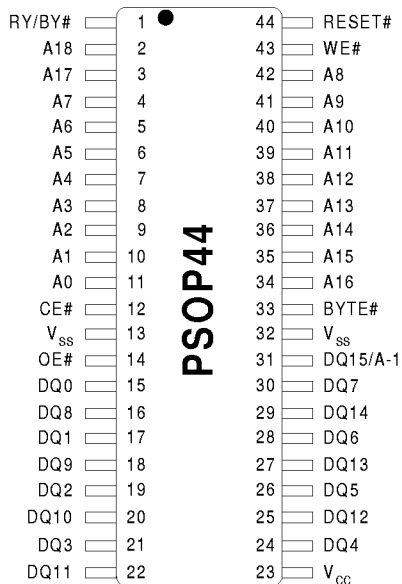 RY/BY# 1 44 RESET#
A18 2 43 WE#
A17 3 42 A8
A7 4 41 A9
A6 5 40 A10
A5 6 39 A11
A4 7 38 A12
A3 8 37 A13
A2 9 36 A14
A1 10 35 A15
A0 11 34 A16
CE# 12 33 BYTE#
VSS 13 32 VSS
OE# 14 31 DQ15/A-1
DQ0 15 30 DQ7
DQ8 16 29 DQ14
DQ1 17 28 DQ6
DQ9 18 27 DQ13
DQ2 19 26 DQ5
DQ10 20 25 DQ12
DQ3 21 24 DQ4
DQ11 22 23 VCC
PSOP44